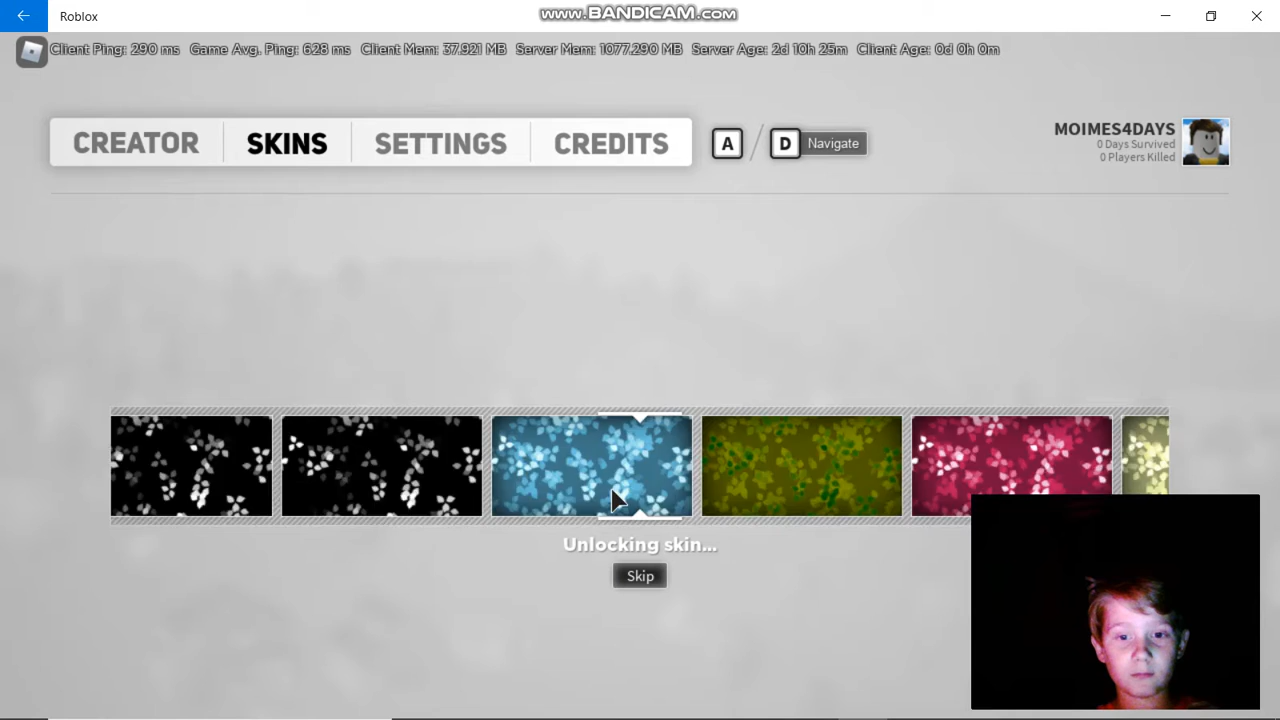 www.BANDICAM.com
Roblox
Client Ping: 290 ms Game Avg. Ping: 628 ms Client Mem: 37.921 MB Server Mem: 1077.290 MB Server Age: 2d 10h 25m Client Age: 0d 0h 0m
CREATOR SKINS SETTINGS CREDITS A / D Navigate
MOIMES4DAYS
0 Days Survived
0 Players Killed
Unlocking skin...
Skip